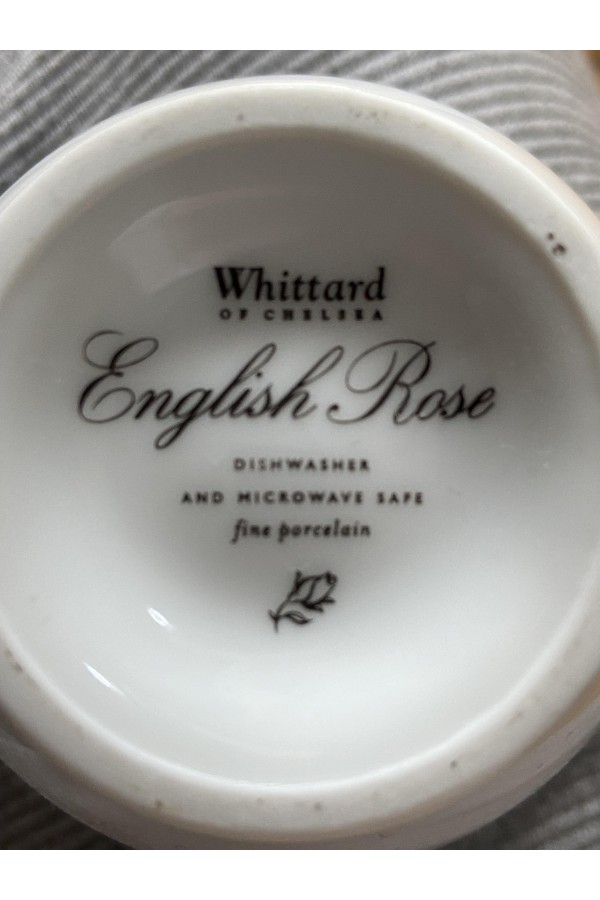 Whittard
OF CHELSEA
English Rose
DISHWASHER
AND MICROWAVE SAFE
fine porcelain